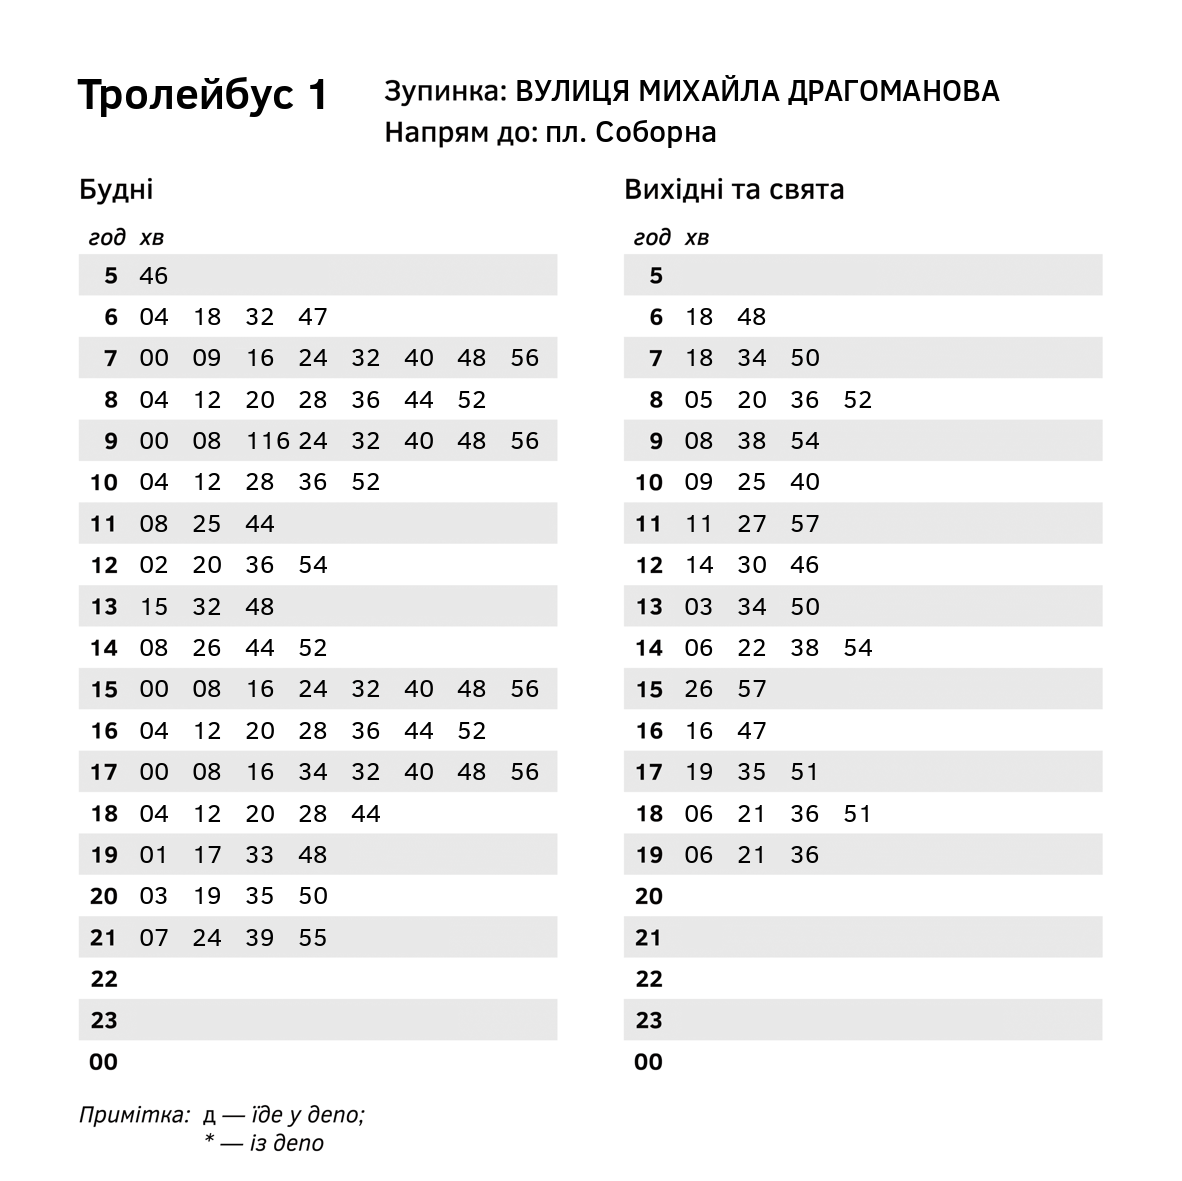 Тролейбус 1
Зупинка: ВУЛИЦЯ МИХАЙЛА ДРАГОМАНОВА
Напрям до: пл. Соборна
Будні
год хв
5 46
6 04 18 32 47
7 00 09 16 24 32 40 48 56
8 04 12 20 28 36 44 52
9 00 08 116 24 32 40 48 56
10 04 12 28 36 52
11 08 25 44
12 02 20 36 54
13 15 32 48
14 08 26 44 52
15 00 08 16 24 32 40 48 56
16 04 12 20 28 36 44 52
17 00 08 16 34 32 40 48 56
18 04 12 20 28 44
19 01 17 33 48
20 03 19 35 50
21 07 24 39 55
22
23
00
Вихідні та свята
год хв
5
6 18 48
7 18 34 50
8 05 20 36 52
9 08 38 54
10 09 25 40
11 11 27 57
12 14 30 46
13 03 34 50
14 06 22 38 54
15 26 57
16 16 47
17 19 35 51
18 06 21 36 51
19 06 21 36
20
21
22
23
00
Примітка: д — їде у депо;
* — із депо